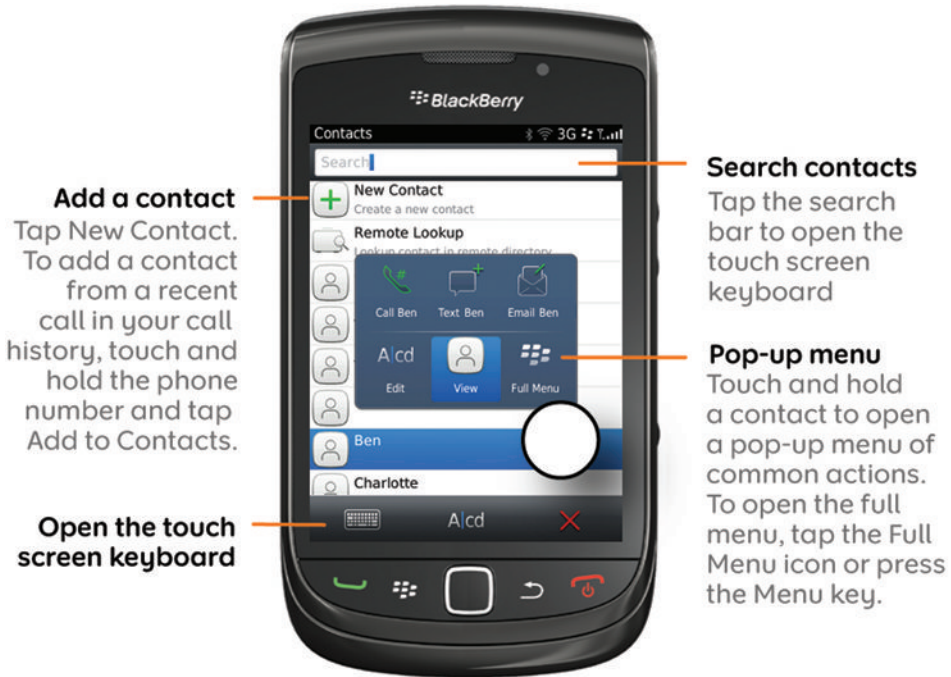 BlackBerry
Contacts
3G
Search
New Contact
Create a new contact
Remote Lookup
Lookup contact in remote directory
Call Ben
Text Ben
Email Ben
A|cd
Edit
View
Full Menu
Ben
Charlotte
A|cd
Add a contact
Tap New Contact.
To add a contact
from a recent
call in your call
history, touch and
hold the phone
number and tap
Add to Contacts.
Open the touch
screen keyboard
Search contacts
Tap the search
bar to open the
touch screen
keyboard
Pop-up menu
Touch and hold
a contact to open
a pop-up menu of
common actions.
To open the full
menu, tap the Full
Menu icon or press
the Menu key.